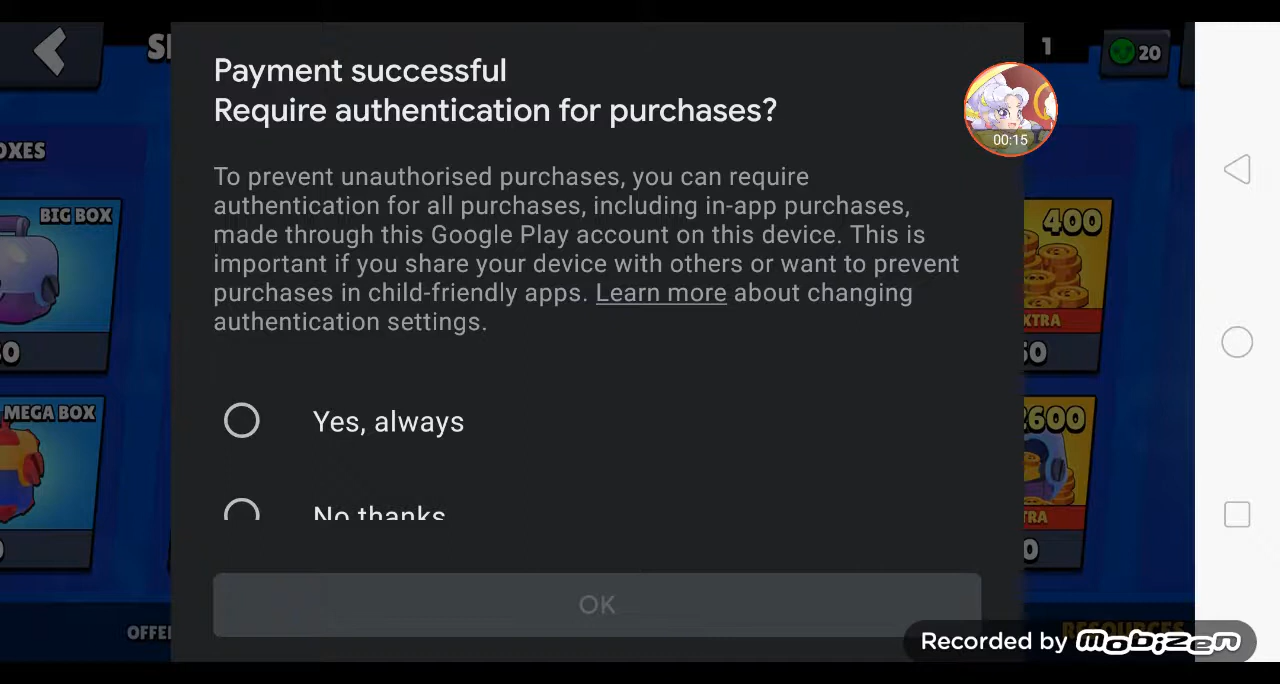 Payment successful
Require authentication for purchases?
1
20
00:15
To prevent unauthorised purchases, you can require
authentication for all purchases, including in-app purchases,
made through this Google Play account on this device. This is
important if you share your device with others or want to prevent
purchases in child-friendly apps. Learn more about changing
authentication settings.
BIG BOX
400
MEGA BOX
2600
Yes, always
No thanks
OK
RESOURCES
Recorded by Mobizen